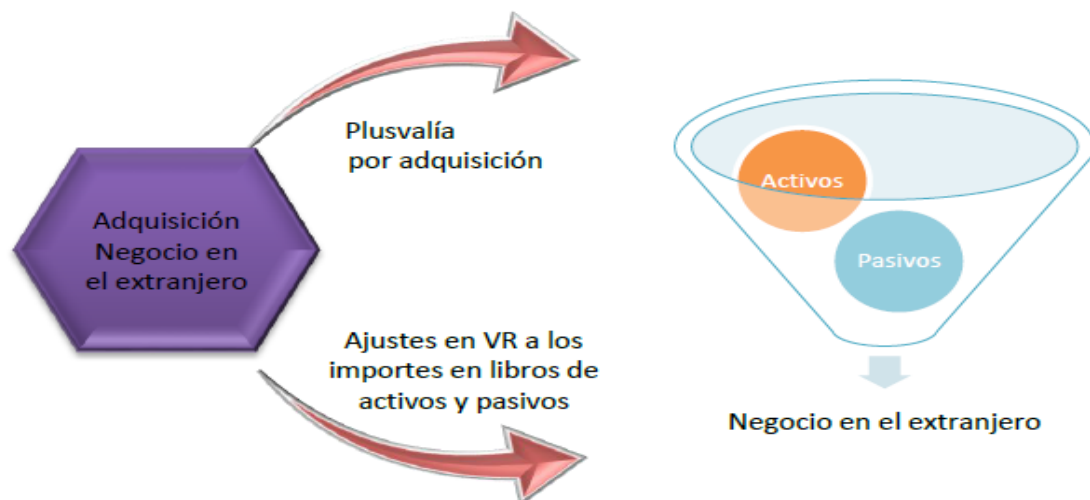 Plusvalía
por adquisición
Adquisición
Negocio en
el extranjero
Ajustes en VR a los
importes en libros de
activos y pasivos
Activos
Pasivos
Negocio en el extranjero